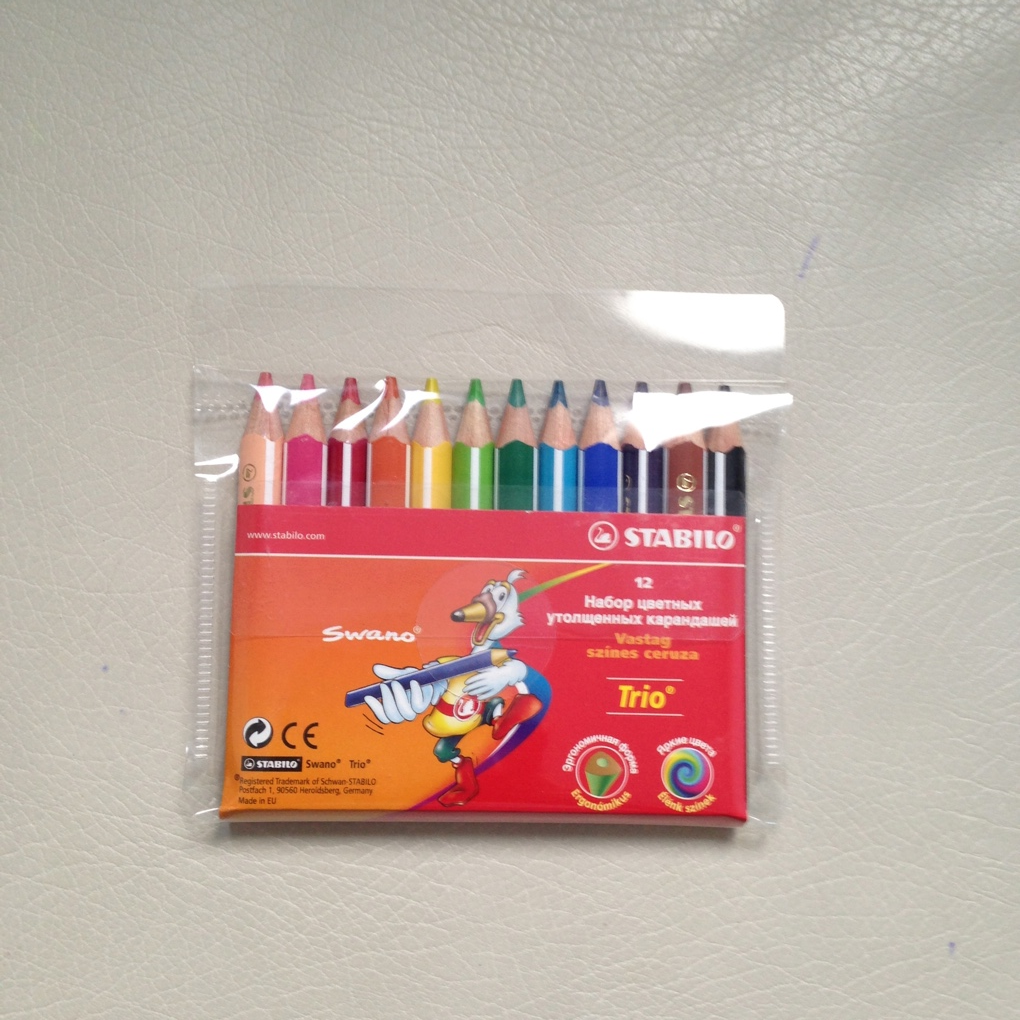 www.stabilo.com
STABILO®
12
Набор цветных
утолщенных карандашей
Vastag
színes ceruza
Swano®
Trio®
Эргономичная форма
Ergonómikus
Яркие цвета
Élénk színek
CE
STABILO® Swano® Trio®
®Registered Trademark of Schwan-STABILO
Postfach 1, 90560 Heroldsberg, Germany
Made in EU